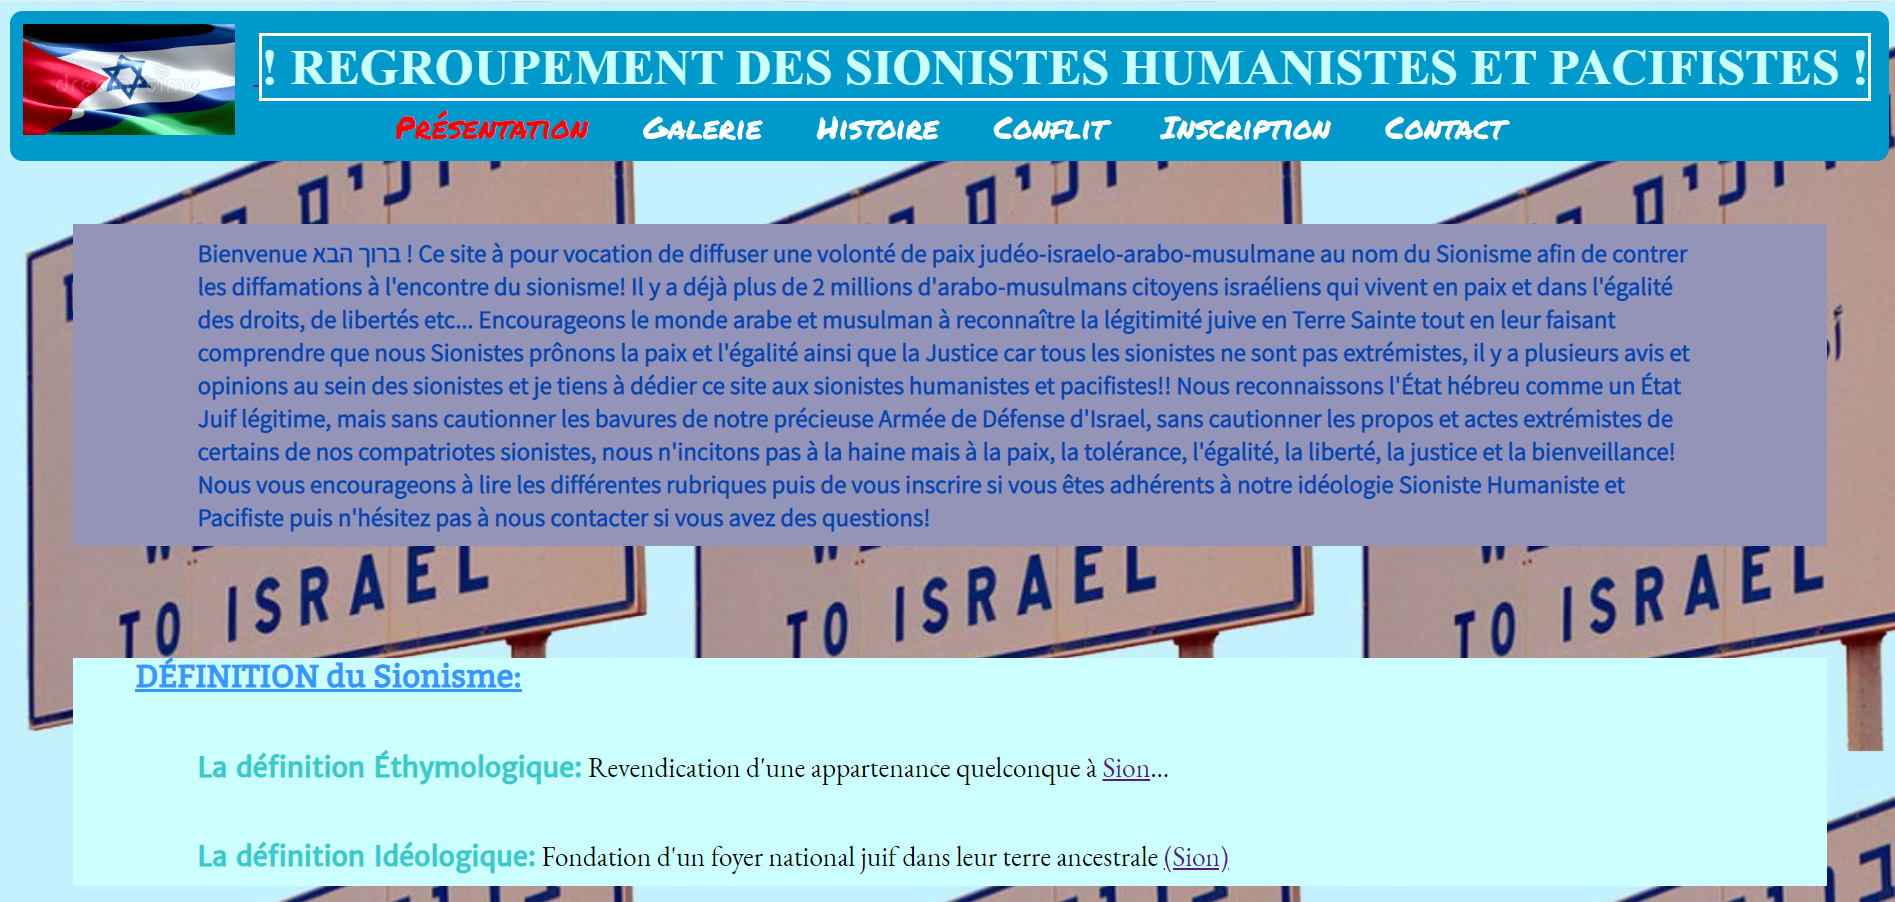 ! REGROUPEMENT DES SIONISTES HUMANISTES ET PACIFISTES !
Présentation Galerie Histoire Conflit Inscription Contact
Bienvenue ברוך הבא ! Ce site à pour vocation de diffuser une volonté de paix judéo-israelo-arabo-musulmane au nom du Sionisme afin de contrer
les diffamations à l'encontre du sionisme! Il y a déjà plus de 2 millions d'arabo-musulmans citoyens israéliens qui vivent en paix et dans l'égalité
des droits, de libertés etc... Encourageons le monde arabe et musulman à reconnaître la légitimité juive en Terre Sainte tout en leur faisant
comprendre que nous Sionistes prônons la paix et l'égalité ainsi que la Justice car tous les sionistes ne sont pas extrémistes, il y a plusieurs avis et
opinions au sein des sionistes et je tiens à dédier ce site aux sionistes humanistes et pacifistes!! Nous reconnaissons l'État hébreu comme un État
Juif légitime, mais sans cautionner les bavures de notre précieuse Armée de Défense d'Israel, sans cautionner les propos et actes extrémistes de
certains de nos compatriotes sionistes, nous n'incitons pas à la haine mais à la paix, la tolérance, l'égalité, la liberté, la justice et la bienveillance!
Nous vous encourageons à lire les différentes rubriques puis de vous inscrire si vous êtes adhérents à notre idéologie Sioniste Humaniste et
Pacifiste puis n'hésitez pas à nous contacter si vous avez des questions!
TO ISRAEL TO ISRAEL TO ISRAEL
DÉFINITION du Sionisme:
La définition Éthymologique: Revendication d'une appartenance quelconque à Sion...
La définition Idéologique: Fondation d'un foyer national juif dans leur terre ancestrale (Sion)